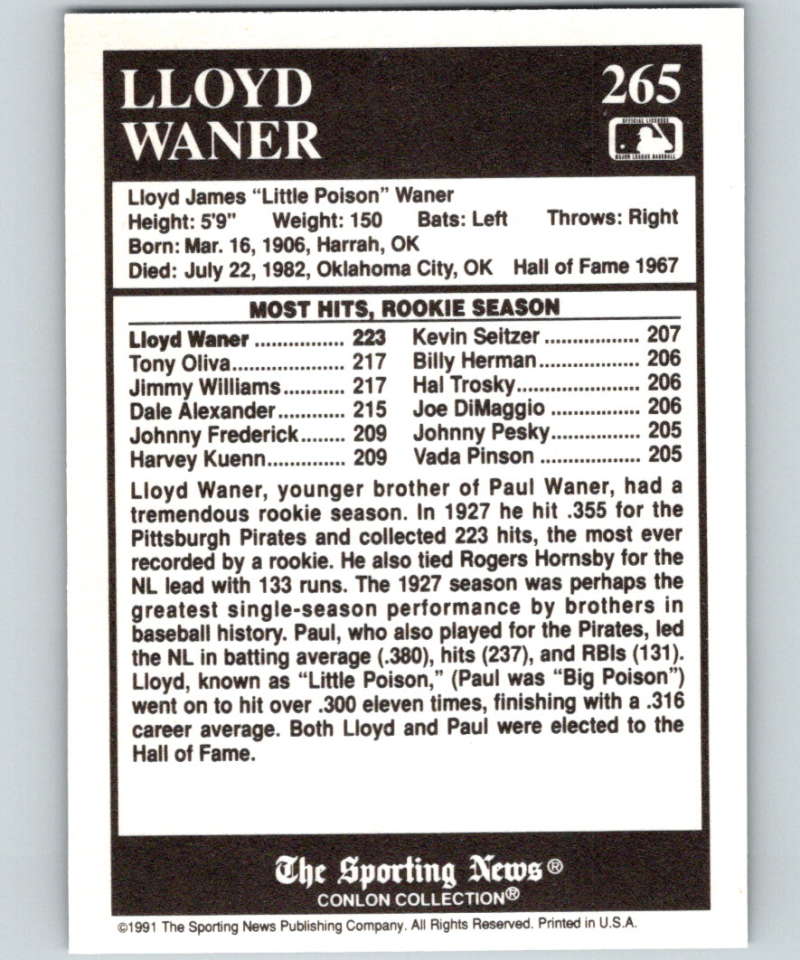 LLOYD
WANER
265
OFFICIAL LICENSEE
MAJOR LEAGUE BASEBALL
Lloyd James “Little Poison” Waner
Height: 5'9" Weight: 150 Bats: Left Throws: Right
Born: Mar. 16, 1906, Harrah, OK
Died: July 22, 1982, Oklahoma City, OK Hall of Fame 1967
MOST HITS, ROOKIE SEASON
Lloyd Waner ................ 223 Kevin Seitzer ................. 207
Tony Oliva.................... 217 Billy Herman.................. 206
Jimmy Williams........... 217 Hal Trosky...................... 206
Dale Alexander............ 215 Joe DiMaggio ................ 206
Johnny Frederick........ 209 Johnny Pesky................ 205
Harvey Kuenn.............. 209 Vada Pinson .................. 205
Lloyd Waner, younger brother of Paul Waner, had a
tremendous rookie season. In 1927 he hit .355 for the
Pittsburgh Pirates and collected 223 hits, the most ever
recorded by a rookie. He also tied Rogers Hornsby for the
NL lead with 133 runs. The 1927 season was perhaps the
greatest single-season performance by brothers in
baseball history. Paul, who also played for the Pirates, led
the NL in batting average (.380), hits (237), and RBIs (131).
Lloyd, known as “Little Poison,” (Paul was “Big Poison”)
went on to hit over .300 eleven times, finishing with a .316
career average. Both Lloyd and Paul were elected to the
Hall of Fame.
The Sporting News®
CONLON COLLECTION®
©1991 The Sporting News Publishing Company. All Rights Reserved. Printed in U.S.A.